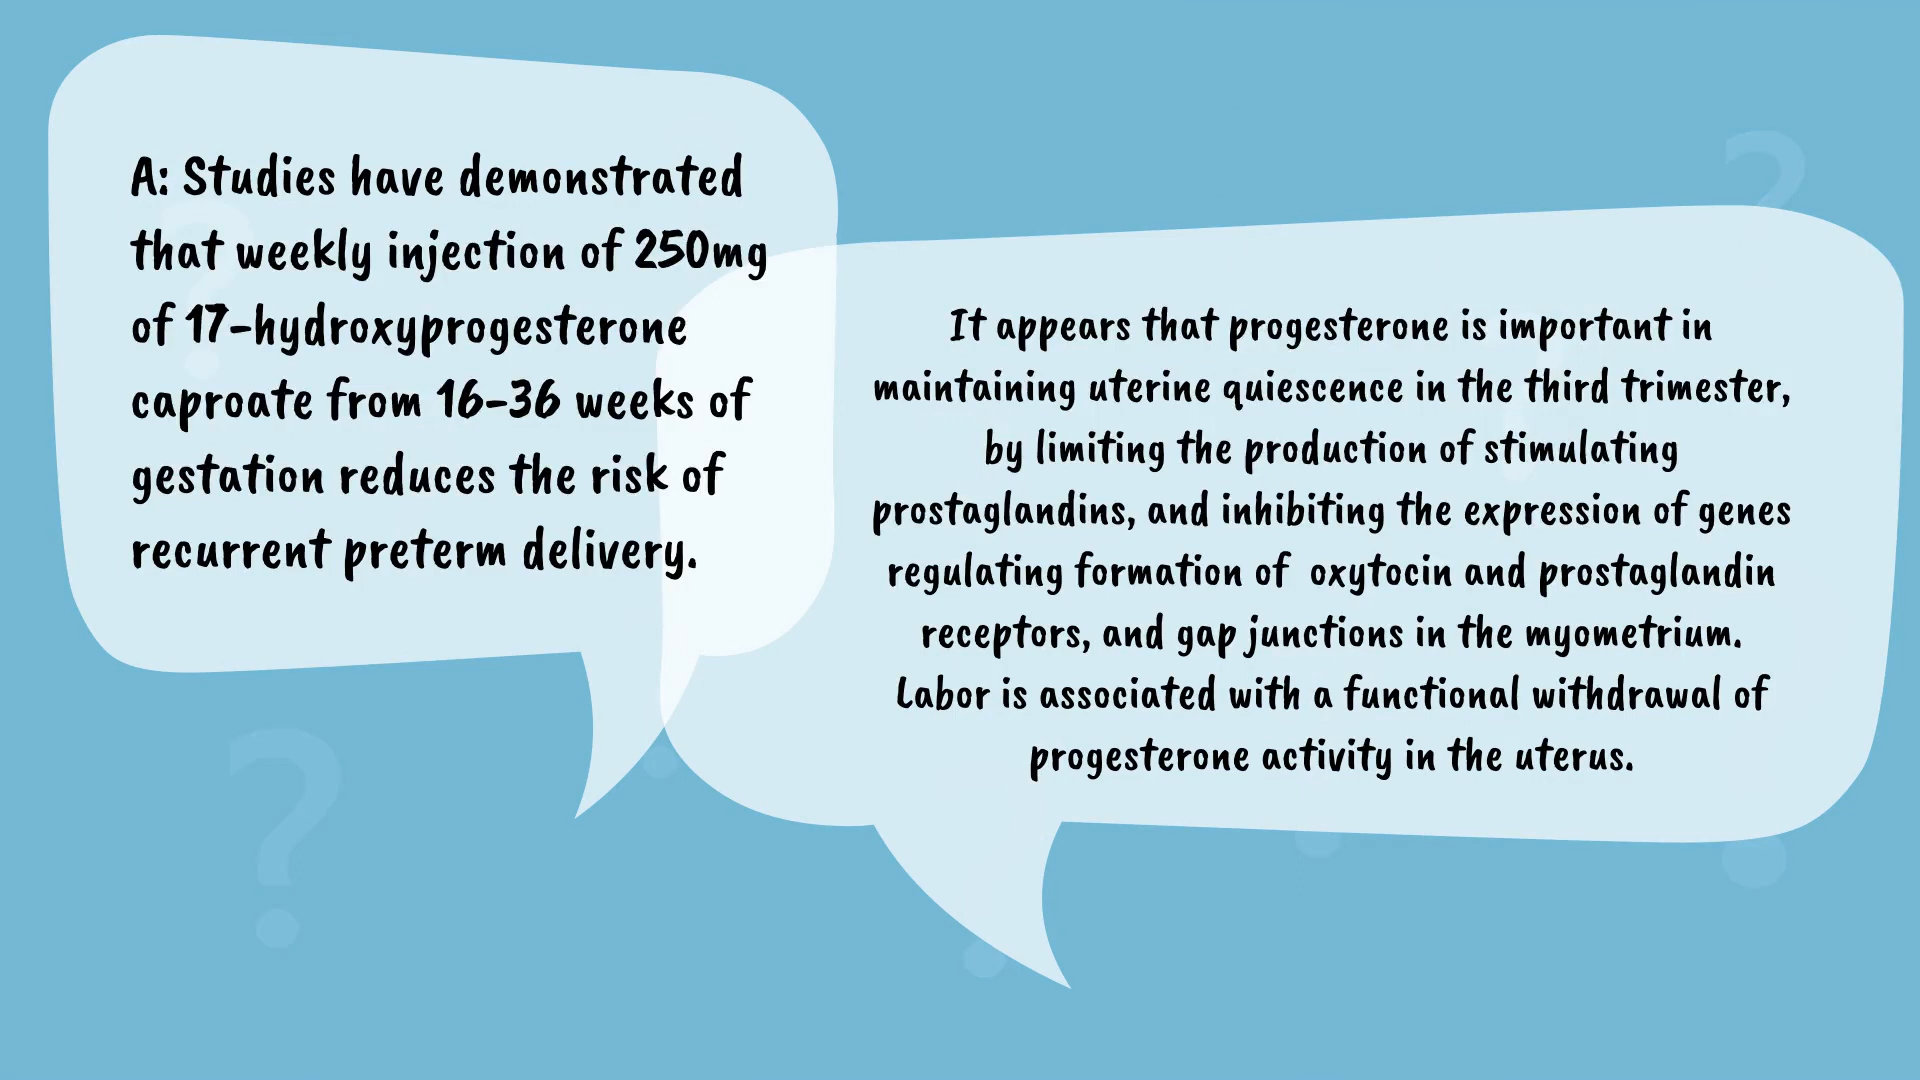 A: Studies have demonstrated
that weekly injection of 250mg
of 17-hydroxyprogesterone
caproate from 16-36 weeks of
gestation reduces the risk of
recurrent preterm delivery.
It appears that progesterone is important in
maintaining uterine quiescence in the third trimester,
by limiting the production of stimulating
prostaglandins, and inhibiting the expression of genes
regulating formation of oxytocin and prostaglandin
receptors, and gap junctions in the myometrium.
Labor is associated with a functional withdrawal of
progesterone activity in the uterus.